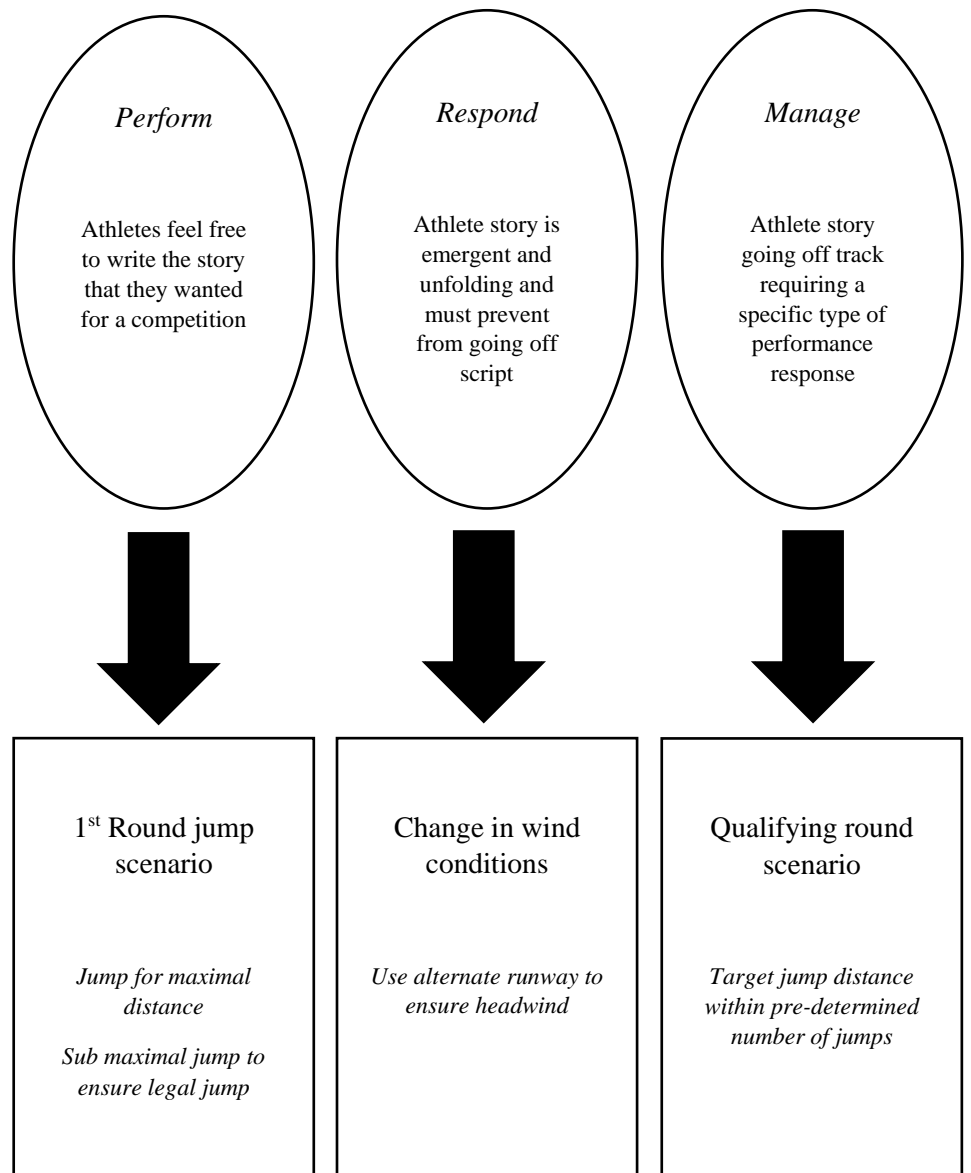 Perform
Athletes feel free
to write the story
that they wanted
for a competition
Respond
Athlete story is
emergent and
unfolding and
must prevent
from going off
script
Manage
Athlete story
going off track
requiring a
specific type of
performance
response
1st Round jump
scenario
Jump for maximal
distance
Sub maximal jump to
ensure legal jump
Change in wind
conditions
Use alternate runway to
ensure headwind
Qualifying round
scenario
Target jump distance
within pre-determined
number of jumps